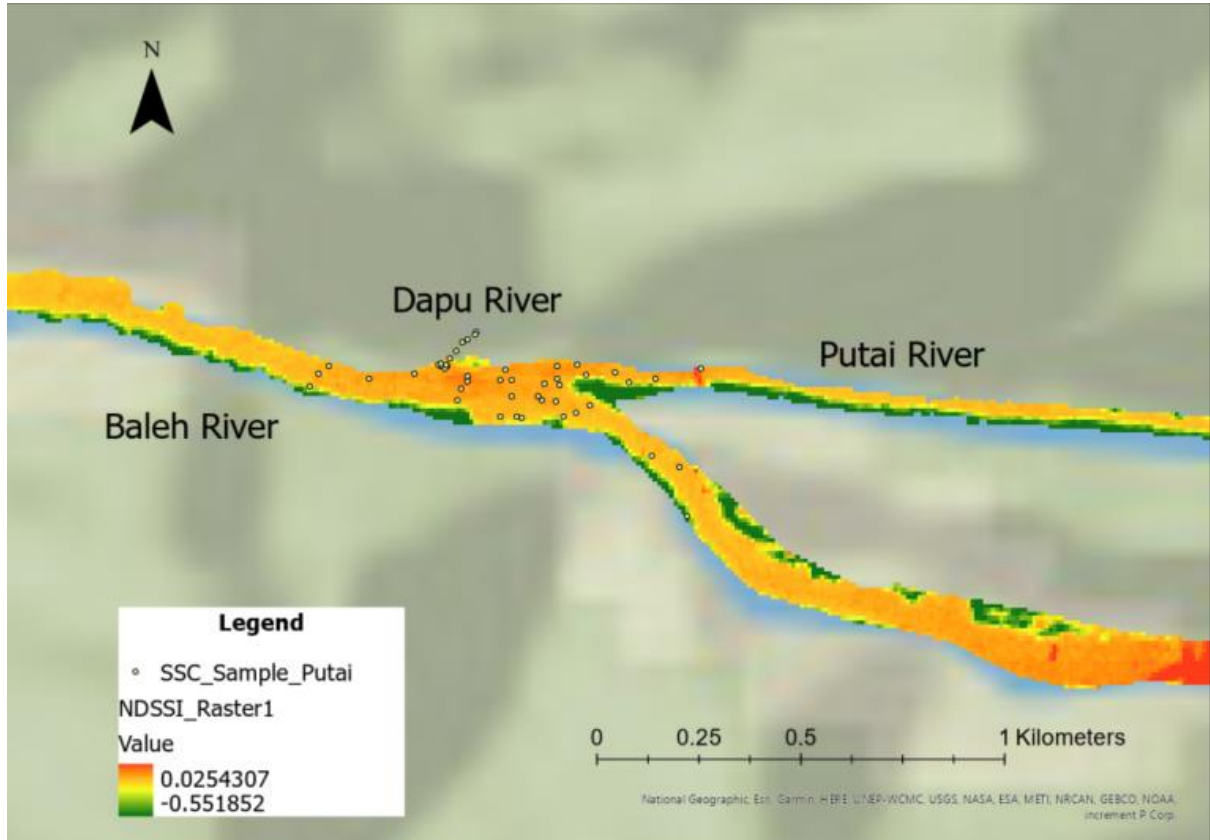 N
Dapu River
Putai River
Baleh River
Legend
SSC_Sample_Putai
NDSSI_Raster1
Value
0.0254307
-0.551852
0 0.25 0.5 1 Kilometers
National Geographic, Esri, Garmin, HERE, UNEP-WCMC, USGS, NASA, ESA, METI, NRCAN, GEBCO, NOAA,
increment P Corp.